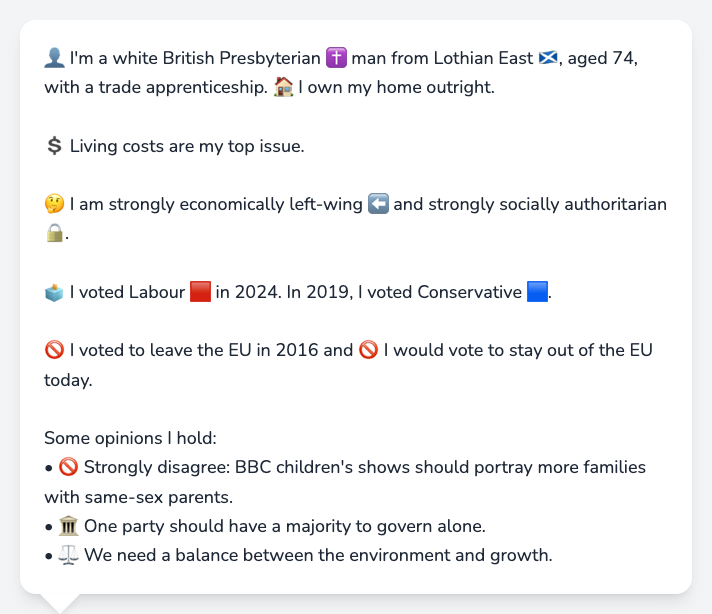 👤 I'm a white British Presbyterian ✝️ man from Lothian East 🏴󠁧󠁢󠁳󠁣󠁴󠁿, aged 74,
with a trade apprenticeship. 🏠 I own my home outright.
💲 Living costs are my top issue.
🤔 I am strongly economically left-wing ⬅️ and strongly socially authoritarian
🔒.
🗳️ I voted Labour 🟥 in 2024. In 2019, I voted Conservative 🟦.
🚫 I voted to leave the EU in 2016 and 🚫 I would vote to stay out of the EU
today.
Some opinions I hold:
• 🚫 Strongly disagree: BBC children's shows should portray more families
with same-sex parents.
• 🏛️ One party should have a majority to govern alone.
• ⚖️ We need a balance between the environment and growth.